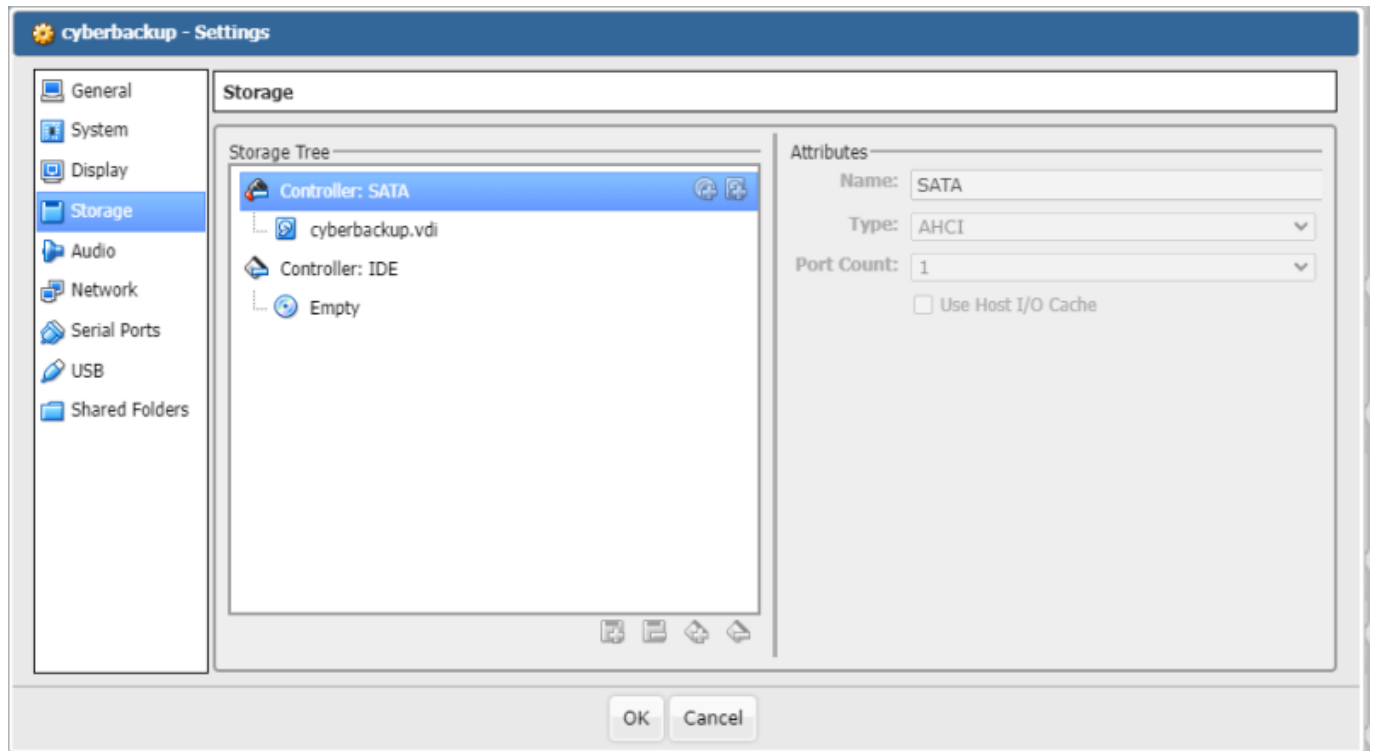 cyberbackup - Settings
General
System
Display
Storage
Audio
Network
Serial Ports
USB
Shared Folders
Storage
Storage Tree
Controller: SATA
cyberbackup.vdi
Controller: IDE
Empty
Attributes
Name: SATA
Type: AHCI
Port Count: 1
Use Host I/O Cache
OK Cancel